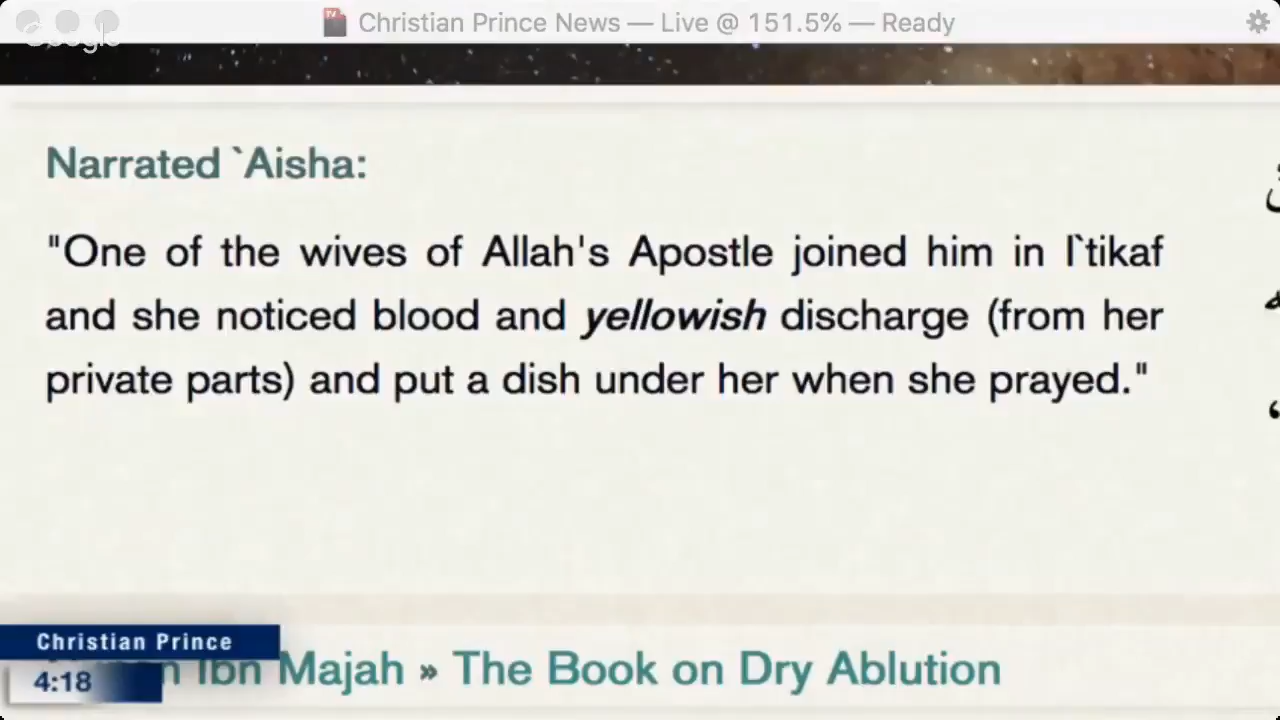 Christian Prince News — Live @ 151.5% — Ready
Google
Narrated `Aisha:
"One of the wives of Allah's Apostle joined him in I`tikaf
and she noticed blood and yellowish discharge (from her
private parts) and put a dish under her when she prayed."
Christian Prince
Ibn Majah » The Book on Dry Ablution
4:18